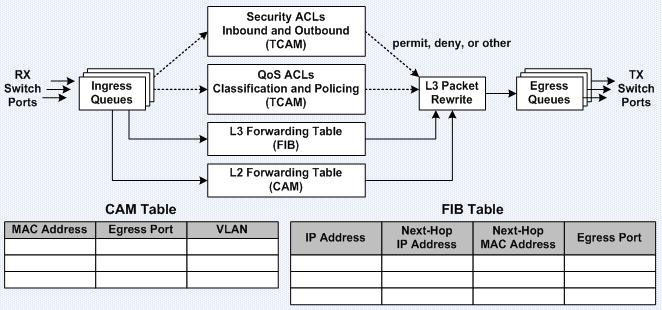 Security ACLs
Inbound and Outbound
(TCAM)
permit, deny, or other
RX
Switch
Ports
Ingress
Queues
QoS ACLs
Classification and Policing
(TCAM)
L3 Packet
Rewrite
Egress
Queues
TX
Switch
Ports
L3 Forwarding Table
(FIB)
L2 Forwarding Table
(CAM)
CAM Table
MAC Address
Egress Port
VLAN
FIB Table
IP Address
Next-Hop
IP Address
Next-Hop
MAC Address
Egress Port